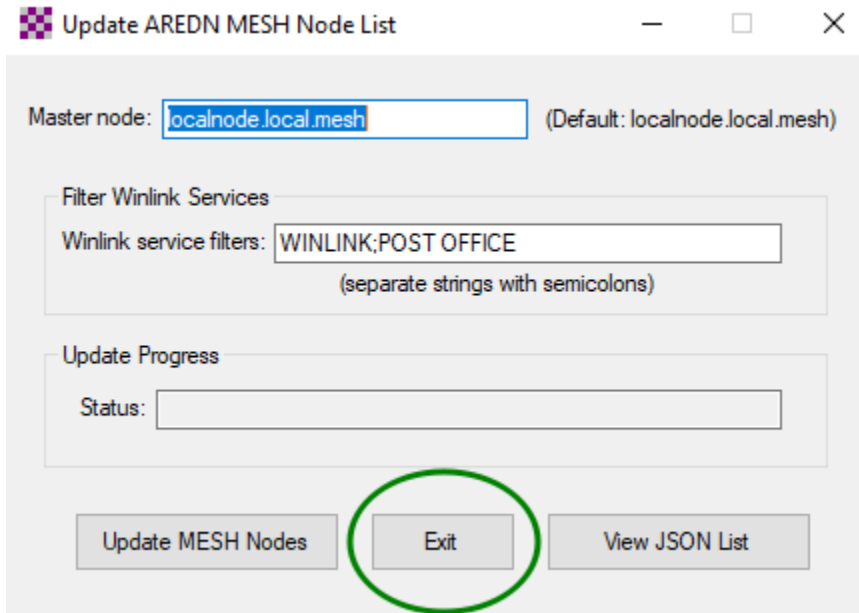 Update AREDN MESH Node List
Master node: localnode.local.mesh (Default: localnode.local.mesh)
Filter Winlink Services
Winlink service filters: WINLINK;POST OFFICE
(separate strings with semicolons)
Update Progress
Status:
Update MESH Nodes Exit View JSON List